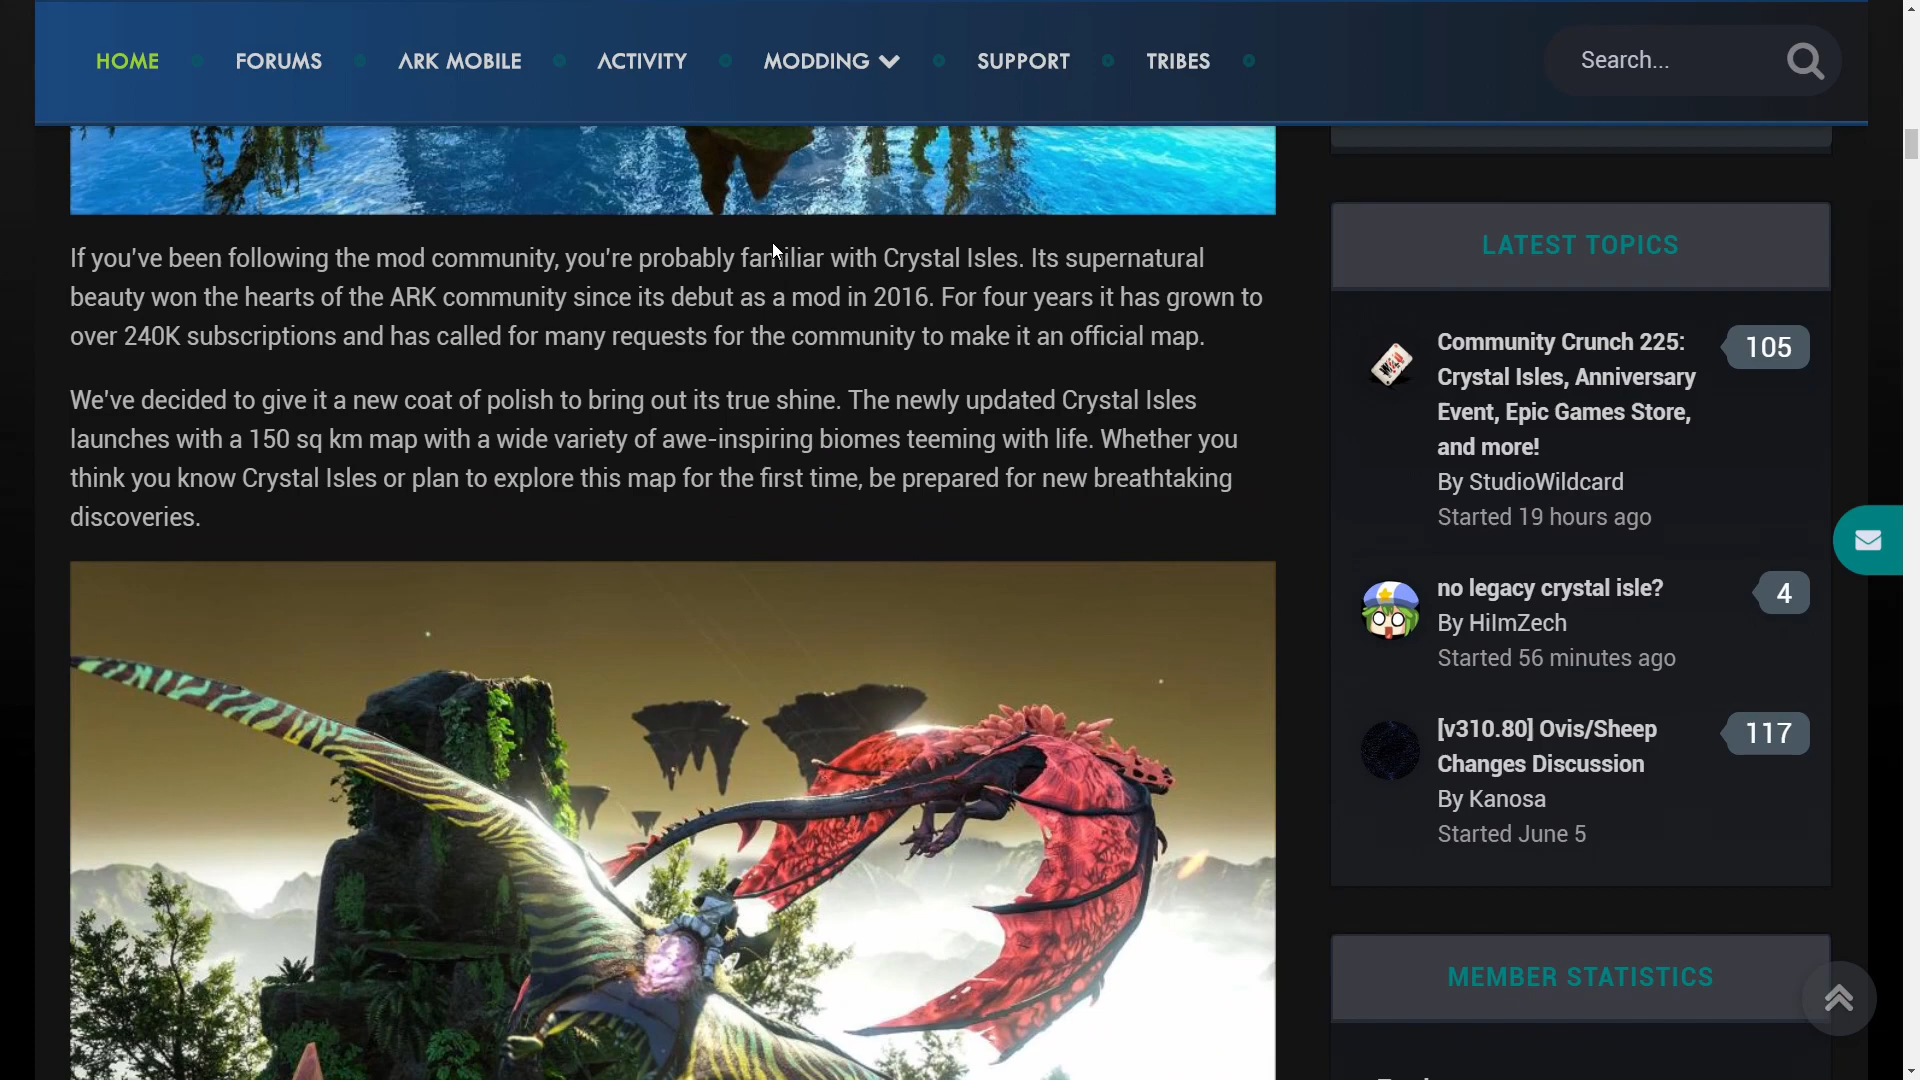 HOME FORUMS ARK MOBILE ACTIVITY MODDING SUPPORT TRIBES Search...
If you've been following the mod community, you're probably familiar with Crystal Isles. Its supernatural
beauty won the hearts of the ARK community since its debut as a mod in 2016. For four years it has grown to
over 240K subscriptions and has called for many requests for the community to make it an official map.
We've decided to give it a new coat of polish to bring out its true shine. The newly updated Crystal Isles
launches with a 150 sq km map with a wide variety of awe-inspiring biomes teeming with life. Whether you
think you know Crystal Isles or plan to explore this map for the first time, be prepared for new breathtaking
discoveries.
LATEST TOPICS
Community Crunch 225: 105
Crystal Isles, Anniversary
Event, Epic Games Store,
and more!
By StudioWildcard
Started 19 hours ago
no legacy crystal isle? 4
By HiImZech
Started 56 minutes ago
[v310.80] Ovis/Sheep 117
Changes Discussion
By Kanosa
Started June 5
MEMBER STATISTICS